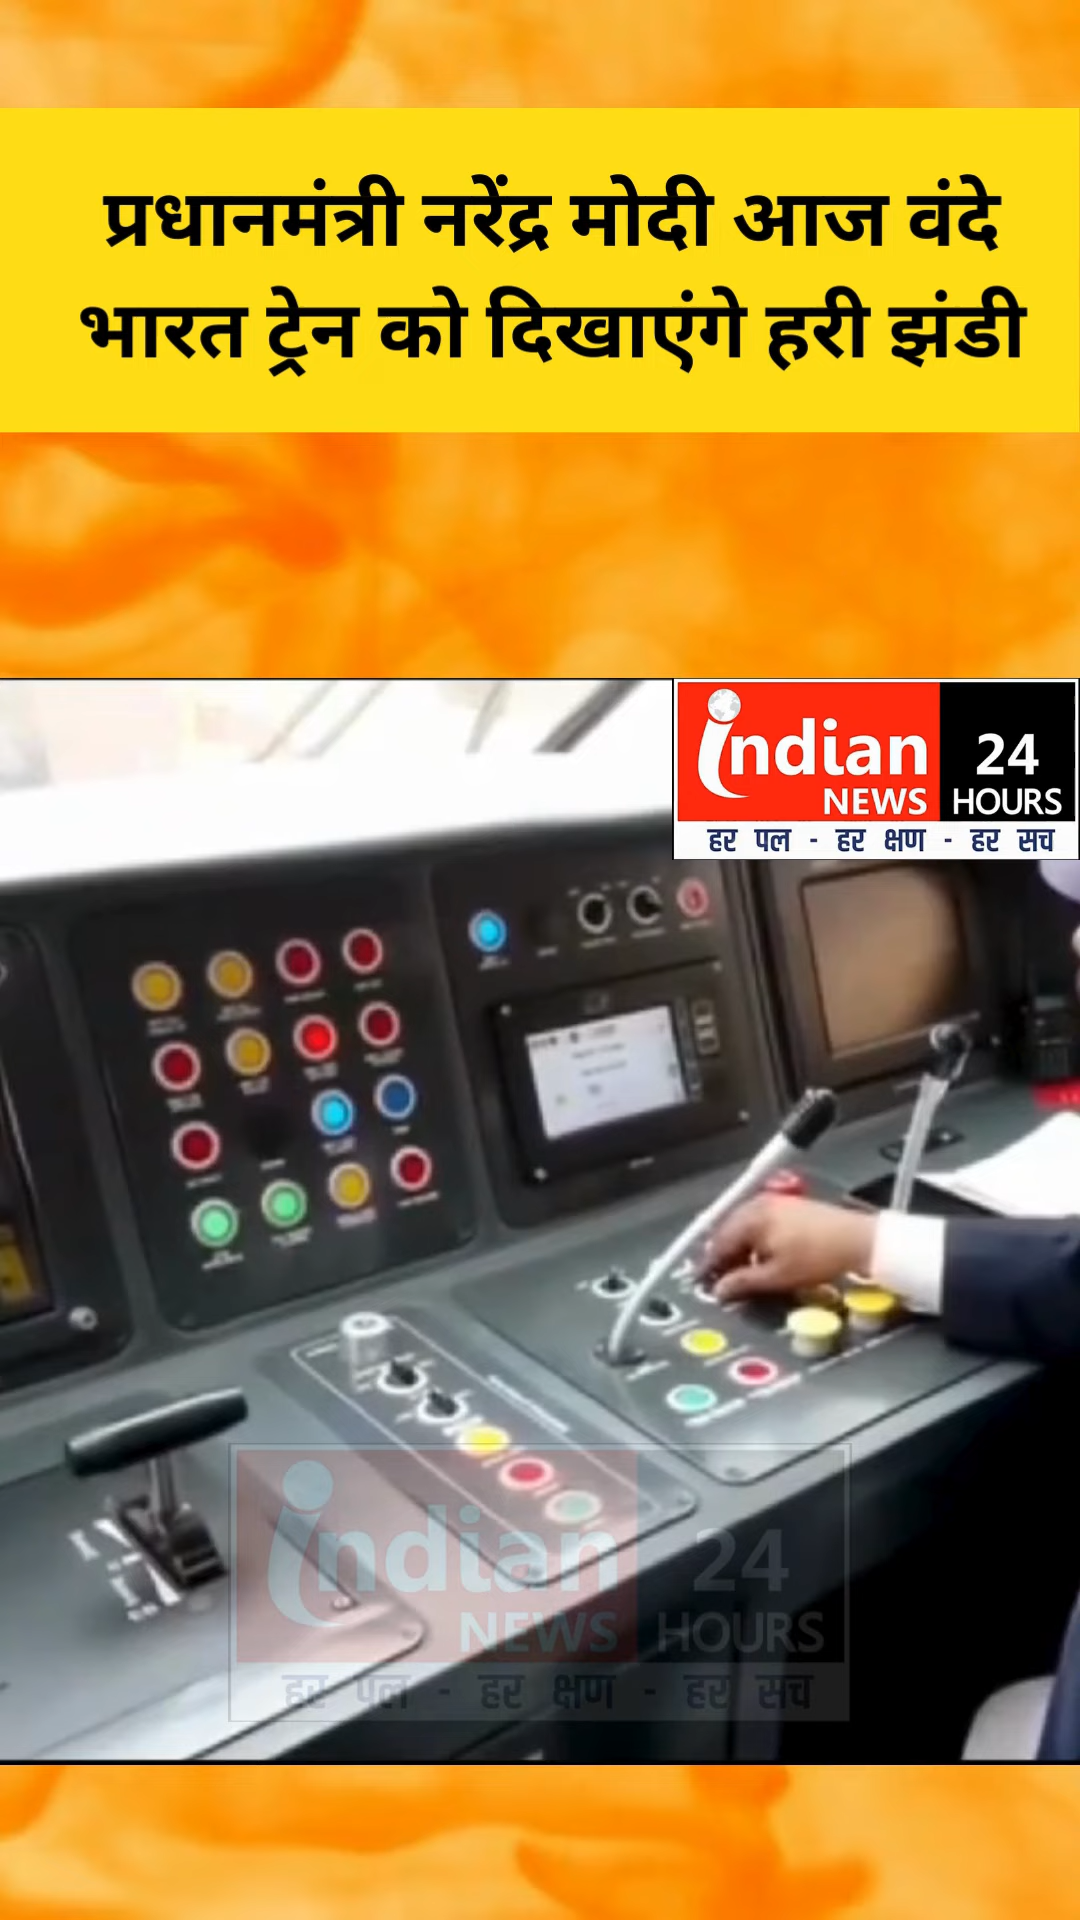 प्रधानमंत्री नरेंद्र मोदी आज वंदे
भारत ट्रेन को दिखाएंगे हरी झंडी
indian 24
NEWS HOURS
हर पल - हर क्षण - हर सच
indian 24
NEWS HOURS
हर पल - हर क्षण - हर सच